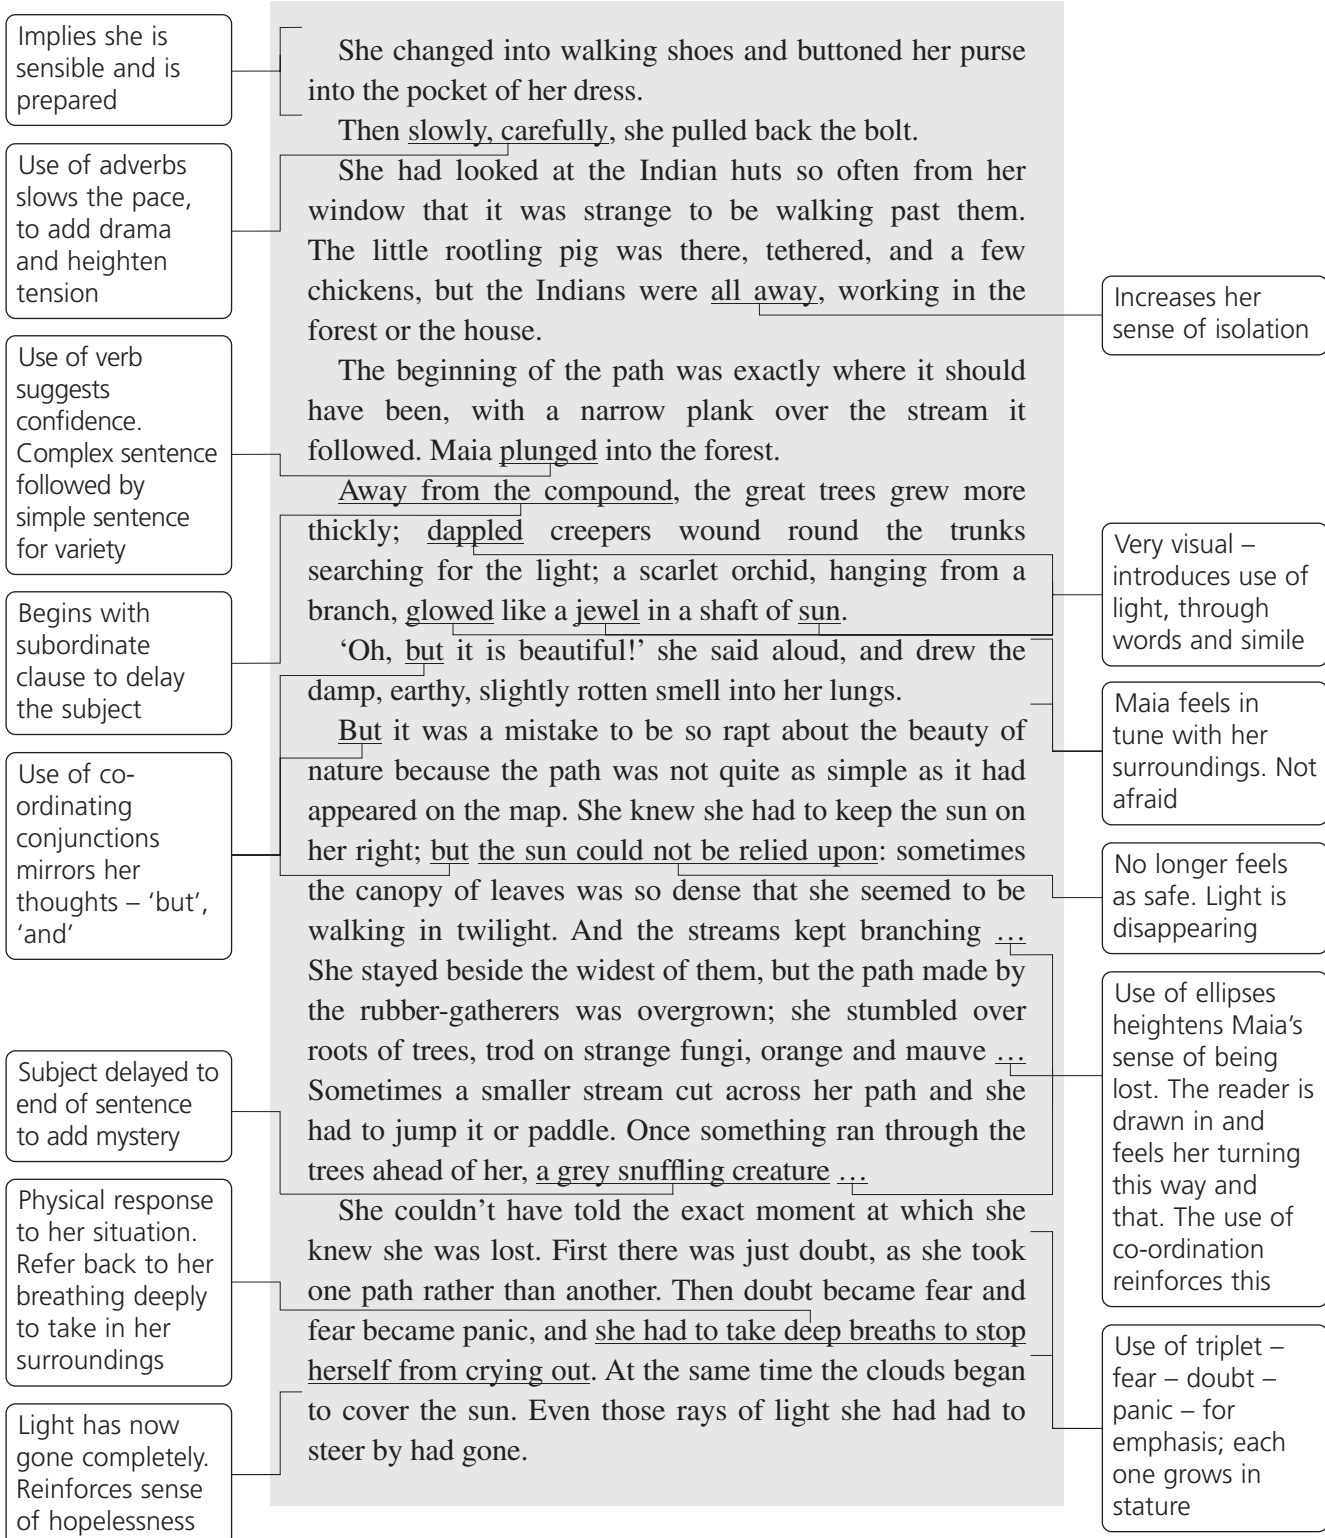 Implies she is
sensible and is
prepared
Use of adverbs
slows the pace,
to add drama
and heighten
tension
Use of verb
suggests
confidence.
Complex sentence
followed by
simple sentence
for variety
Begins with
subordinate
clause to delay
the subject
Use of co-
ordinating
conjunctions
mirrors her
thoughts – ‘but’,
‘and’
Subject delayed to
end of sentence
to add mystery
Physical response
to her situation.
Refer back to her
breathing deeply
to take in her
surroundings
Light has now
gone completely.
Reinforces sense
of hopelessness
She changed into walking shoes and buttoned her purse
into the pocket of her dress.
Then slowly, carefully, she pulled back the bolt.
She had looked at the Indian huts so often from her
window that it was strange to be walking past them.
The little rootling pig was there, tethered, and a few
chickens, but the Indians were all away, working in the
forest or the house.
The beginning of the path was exactly where it should
have been, with a narrow plank over the stream it
followed. Maia plunged into the forest.
Away from the compound, the great trees grew more
thickly; dappled creepers wound round the trunks
searching for the light; a scarlet orchid, hanging from a
branch, glowed like a jewel in a shaft of sun.
‘Oh, but it is beautiful!’ she said aloud, and drew the
damp, earthy, slightly rotten smell into her lungs.
But it was a mistake to be so rapt about the beauty of
nature because the path was not quite as simple as it had
appeared on the map. She knew she had to keep the sun on
her right; but the sun could not be relied upon: sometimes
the canopy of leaves was so dense that she seemed to be
walking in twilight. And the streams kept branching …
She stayed beside the widest of them, but the path made by
the rubber-gatherers was overgrown; she stumbled over
roots of trees, trod on strange fungi, orange and mauve …
Sometimes a smaller stream cut across her path and she
had to jump it or paddle. Once something ran through the
trees ahead of her, a grey snuffling creature …
She couldn’t have told the exact moment at which she
knew she was lost. First there was just doubt, as she took
one path rather than another. Then doubt became fear and
fear became panic, and she had to take deep breaths to stop
herself from crying out. At the same time the clouds began
to cover the sun. Even those rays of light she had had to
steer by had gone.
Increases her
sense of isolation
Very visual –
introduces use of
light, through
words and simile
Maia feels in
tune with her
surroundings. Not
afraid
No longer feels
as safe. Light is
disappearing
Use of ellipses
heightens Maia’s
sense of being
lost. The reader is
drawn in and
feels her turning
this way and
that. The use of
co-ordination
reinforces this
Use of triplet –
fear – doubt –
panic – for
emphasis; each
one grows in
stature